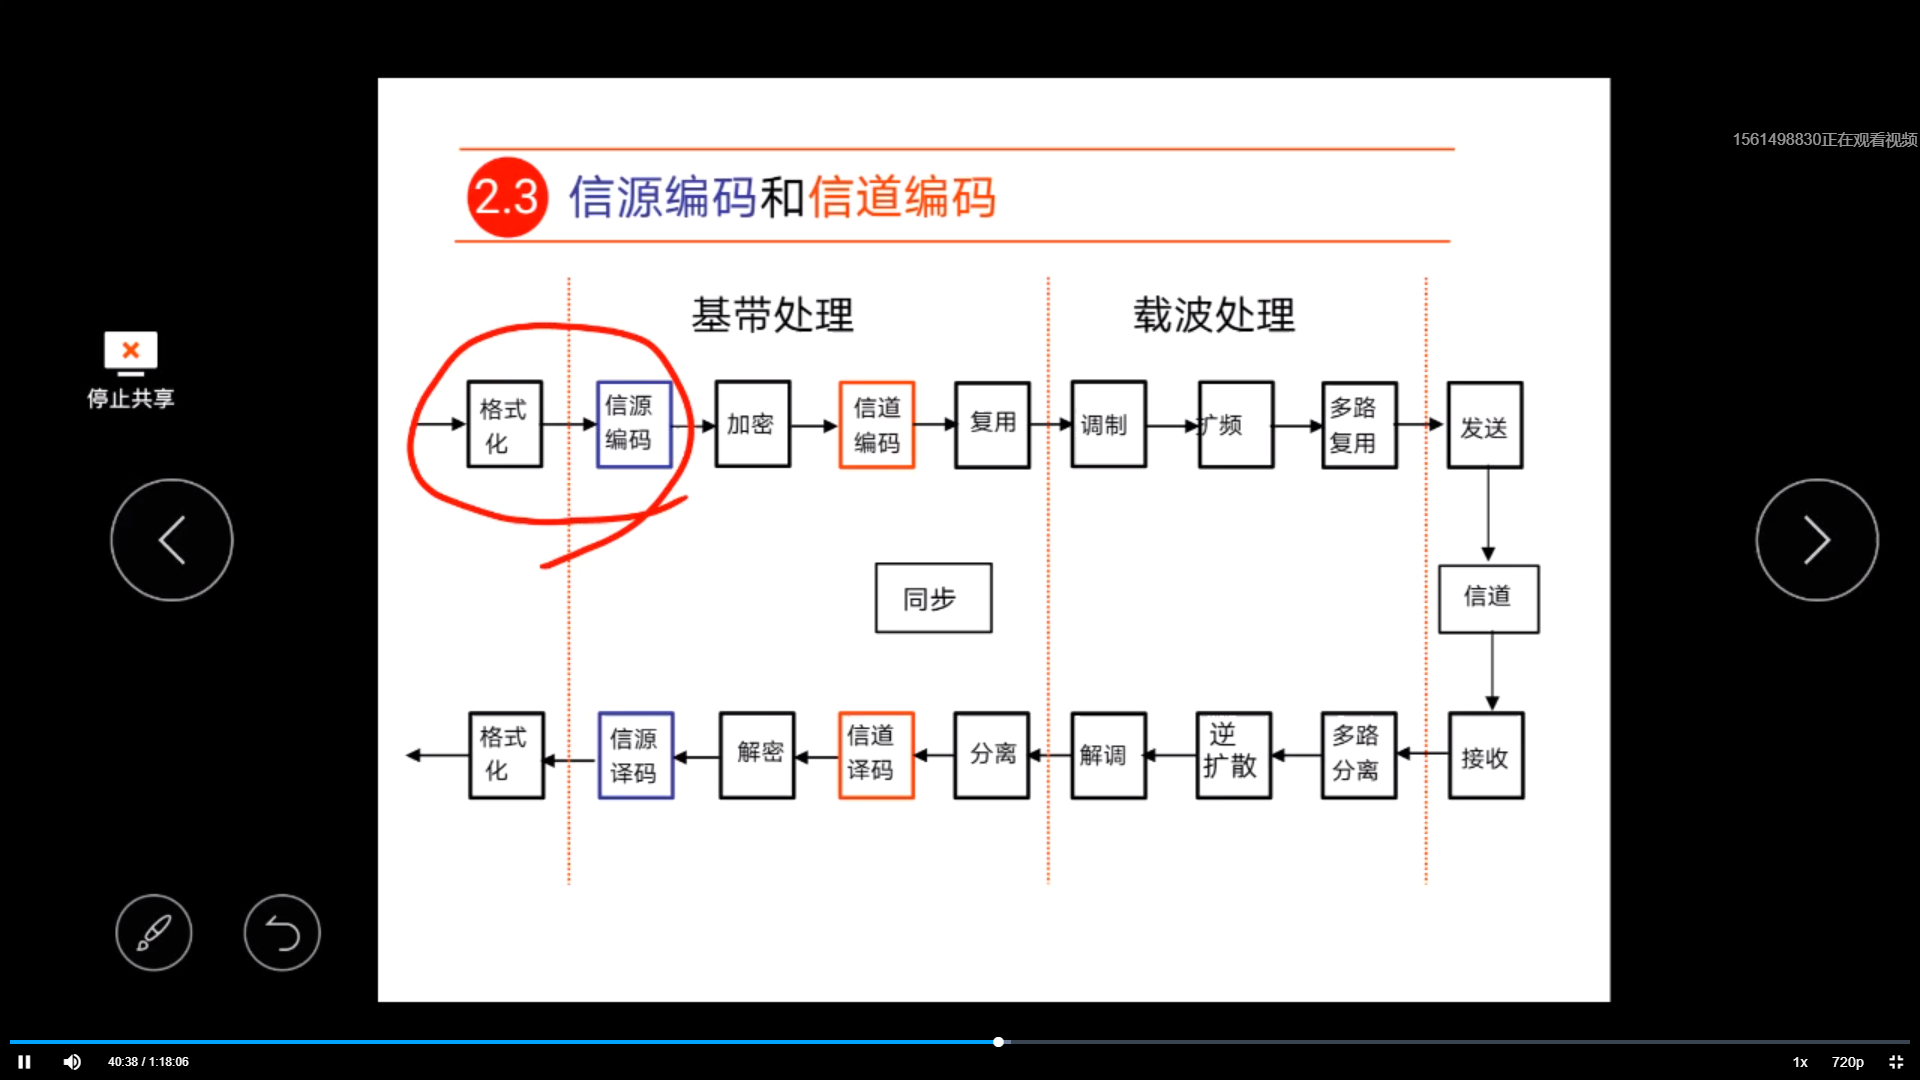 1561498830正在观看视频
2.3 信源编码和信道编码
基带处理
载波处理
停止共享
格式
化
信源
编码
加密
信道
编码
复用
调制
扩频
多路
复用
发送
同步
信道
格式
化
信源
译码
解密
信道
译码
分离
解调
逆
扩散
多路
分离
接收
40:38 / 1:18:06
1x
720p